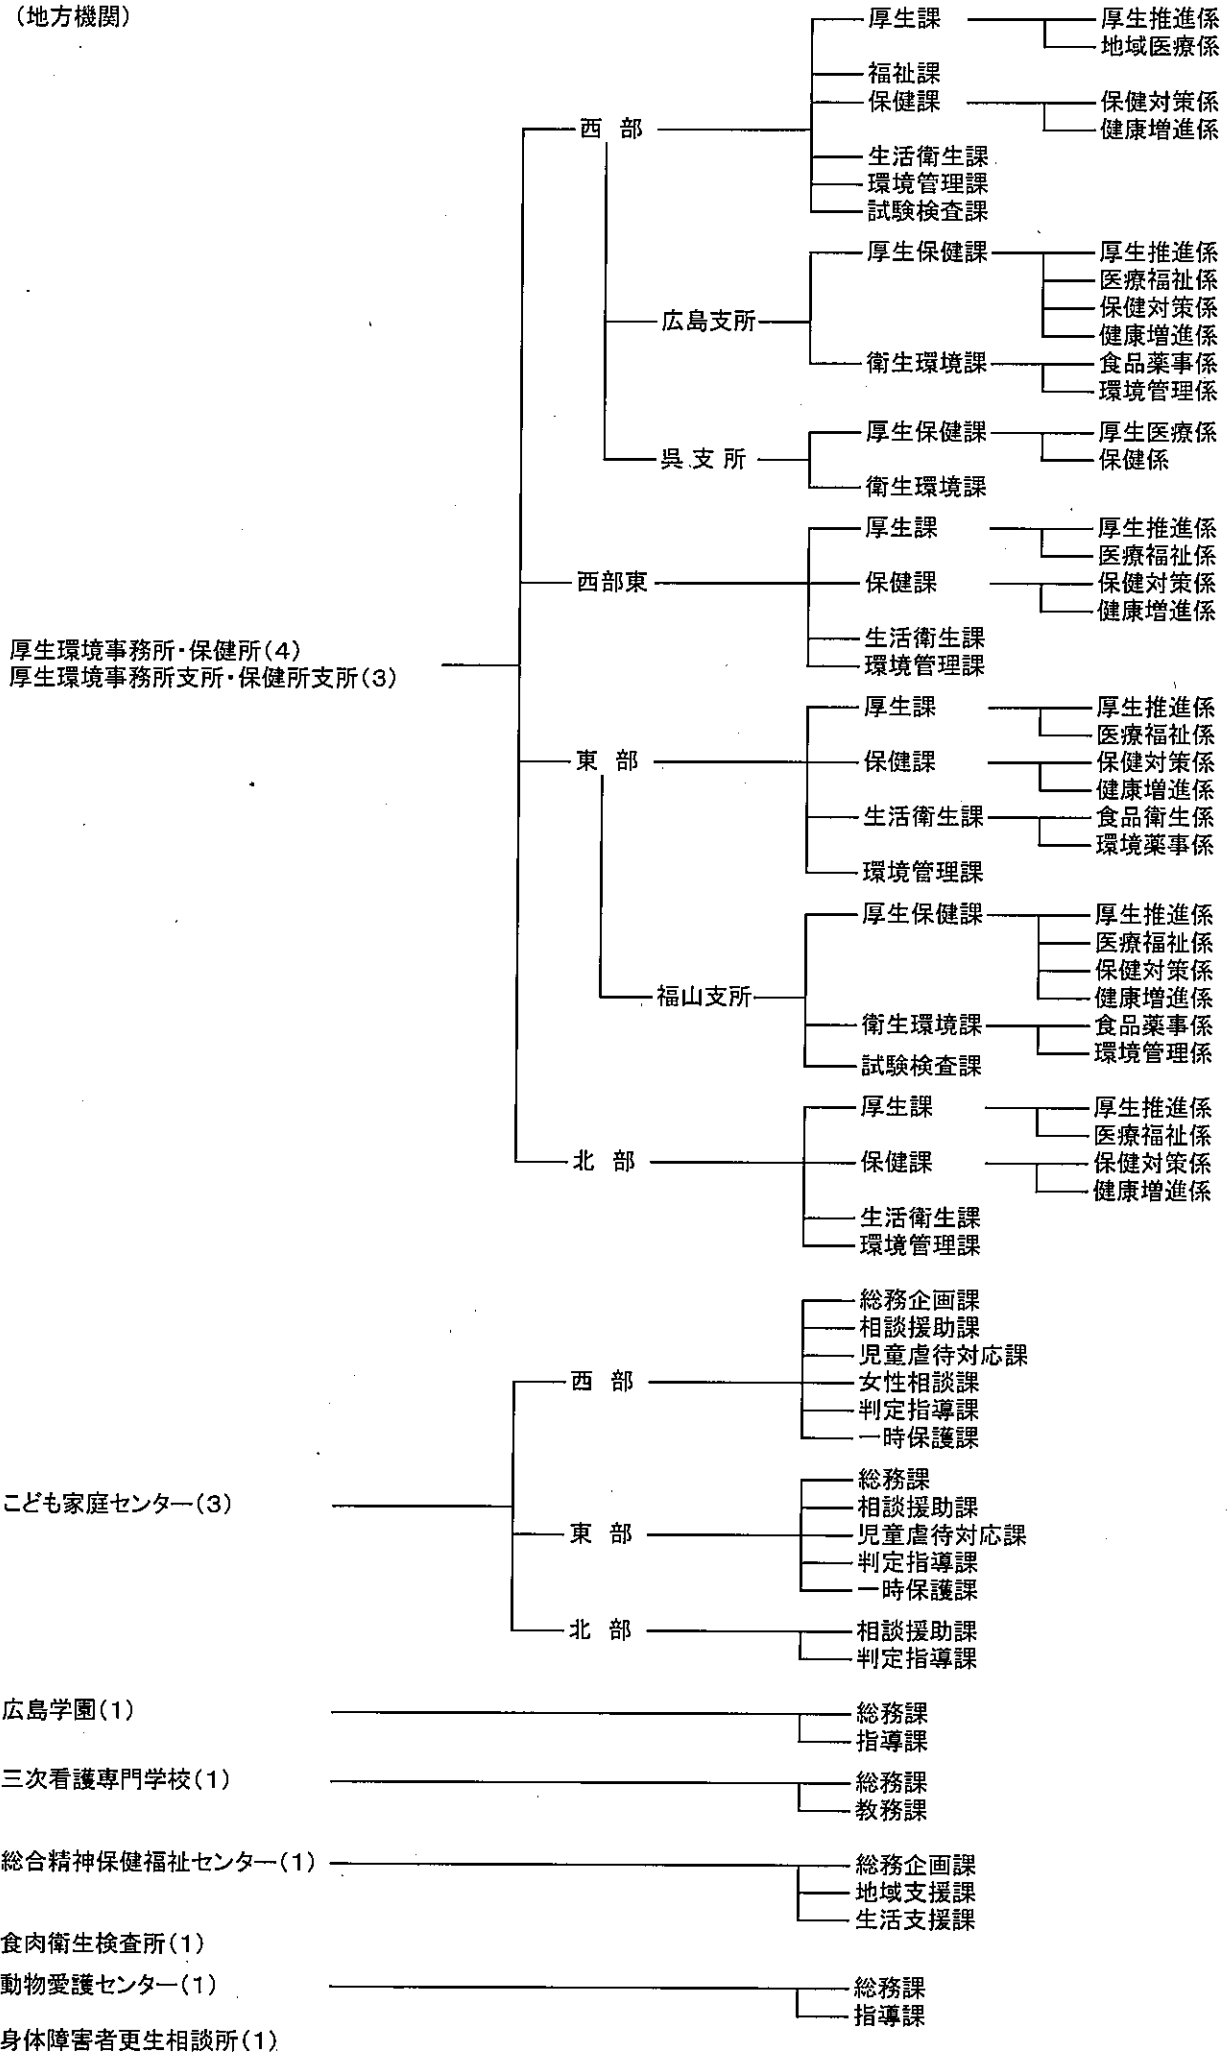 (地方機関)
厚生環境事務所・保健所(4)
厚生環境事務所支所・保健所支所(3)
西 部
厚生課
厚生推進係
地域医療係
福祉課
保健課
保健対策係
健康増進係
生活衛生課
環境管理課
試験検査課
広島支所
厚生保健課
厚生推進係
医療福祉係
保健対策係
健康増進係
衛生環境課
食品薬事係
環境管理係
呉支所
厚生保健課
厚生医療係
保健係
衛生環境課
西部東
厚生課
厚生推進係
医療福祉係
保健課
保健対策係
健康増進係
生活衛生課
環境管理課
東 部
厚生課
厚生推進係
医療福祉係
保健課
保健対策係
健康増進係
生活衛生課
食品衛生係
環境薬事係
環境管理課
福山支所
厚生保健課
厚生推進係
医療福祉係
保健対策係
健康増進係
衛生環境課
食品薬事係
環境管理係
試験検査課
北 部
厚生課
厚生推進係
医療福祉係
保健課
保健対策係
健康増進係
生活衛生課
環境管理課
こども家庭センター(3)
西 部
総務企画課
相談援助課
児童虐待対応課
女性相談課
判定指導課
一時保護課
東 部
総務課
相談援助課
児童虐待対応課
判定指導課
一時保護課
北 部
相談援助課
判定指導課
広島学園(1)
総務課
指導課
三次看護専門学校(1)
総務課
教務課
総合精神保健福祉センター(1)
総務企画課
地域支援課
生活支援課
食肉衛生検査所(1)
動物愛護センター(1)
総務課
指導課
身体障害者更生相談所(1)